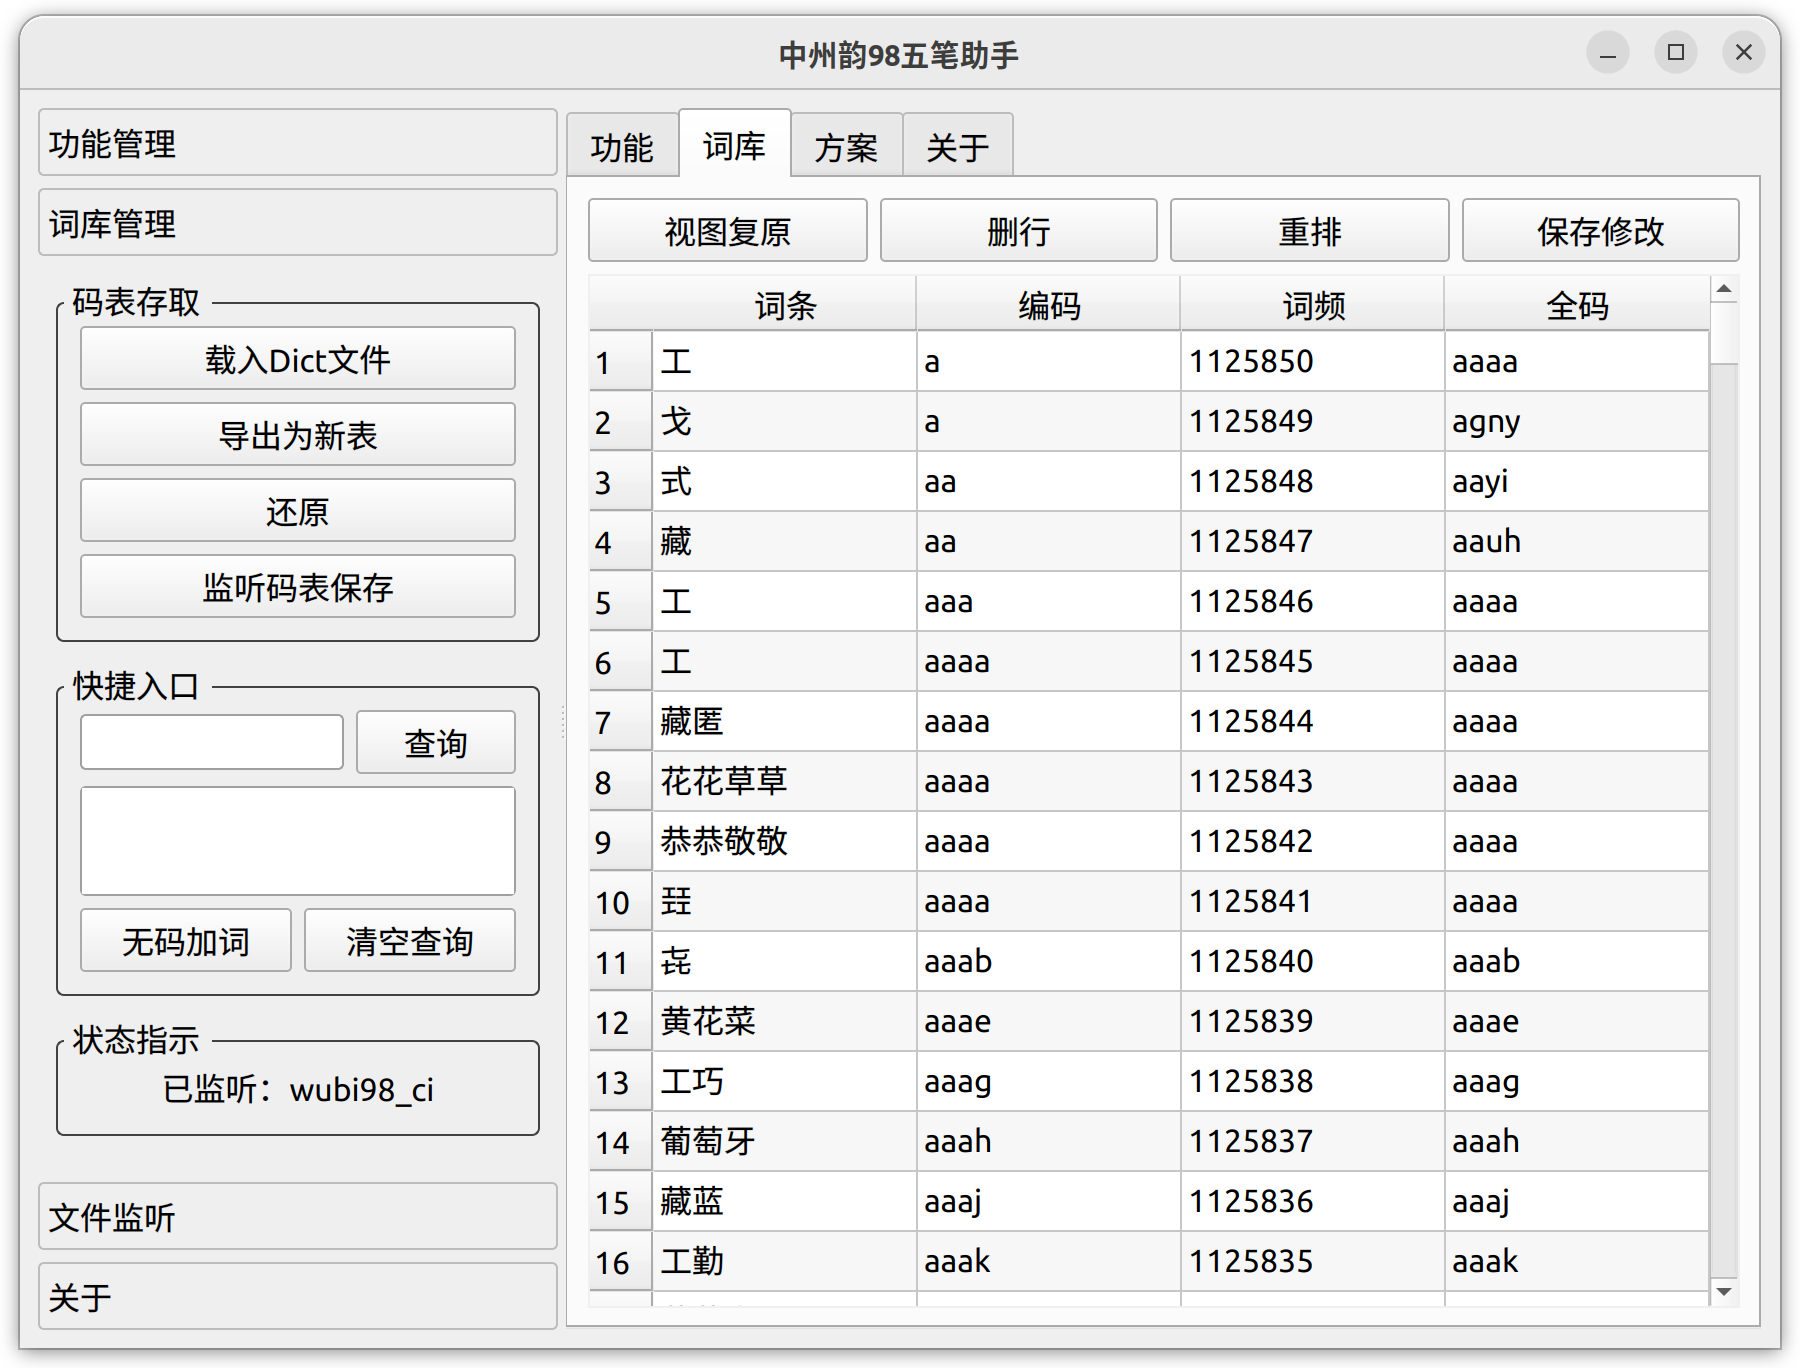 中州韵98五笔助手
功能管理
词库管理
码表存取
载入Dict文件
导出为新表
还原
监听码表保存
快捷入口
查询
无码加词 清空查询
状态指示
已监听：wubi98_ci
文件监听
关于
功能 词库 方案 关于
视图复原 删行 重排 保存修改
词条 编码 词频 全码
1 工 a 1125850 aaaa
2 戈 a 1125849 agny
3 式 aa 1125848 aayi
4 藏 aa 1125847 aauh
5 工 aaa 1125846 aaaa
6 工 aaaa 1125845 aaaa
7 藏匿 aaaa 1125844 aaaa
8 花花草草 aaaa 1125843 aaaa
9 恭恭敬敬 aaaa 1125842 aaaa
10 㠭 aaaa 1125841 aaaa
11 aaab 1125840 aaab
12 黄花菜 aaae 1125839 aaae
13 工巧 aaag 1125838 aaag
14 葡萄牙 aaah 1125837 aaah
15 藏蓝 aaaj 1125836 aaaj
16 工勤 aaak 1125835 aaak